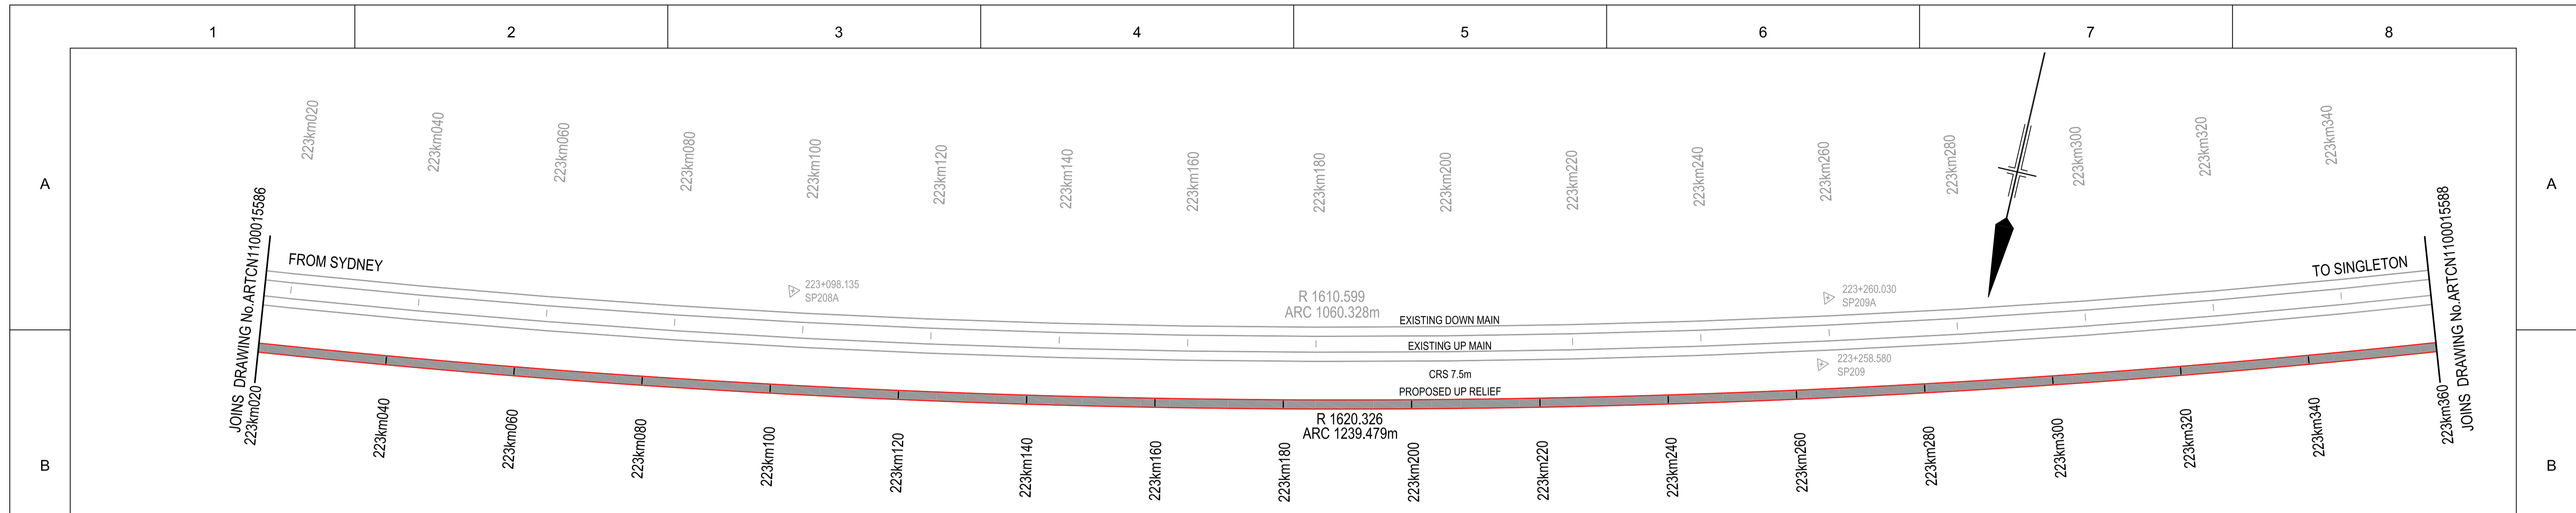 1 2 3 4 5 6 7 8
A
A
223km020
223km040
223km060
223km080
223km100
223km120
223km140
223km160
223km180
223km200
223km220
223km240
223km260
223km280
223km300
223km320
223km340
JOINS DRAWING No.ARTCN1100015586
223km020
FROM SYDNEY
223+098.135
SP208A
R 1610.599
ARC 1060.328m
EXISTING DOWN MAIN
EXISTING UP MAIN
CRS 7.5m
PROPOSED UP RELIEF
223+260.030
SP209A
223+258.580
SP209
TO SINGLETON
223km360
JOINS DRAWING No.ARTCN1100015588
R 1620.326
ARC 1239.479m
B
B
223km040
223km060
223km080
223km100
223km120
223km140
223km160
223km180
223km200
223km220
223km240
223km260
223km280
223km300
223km320
223km340